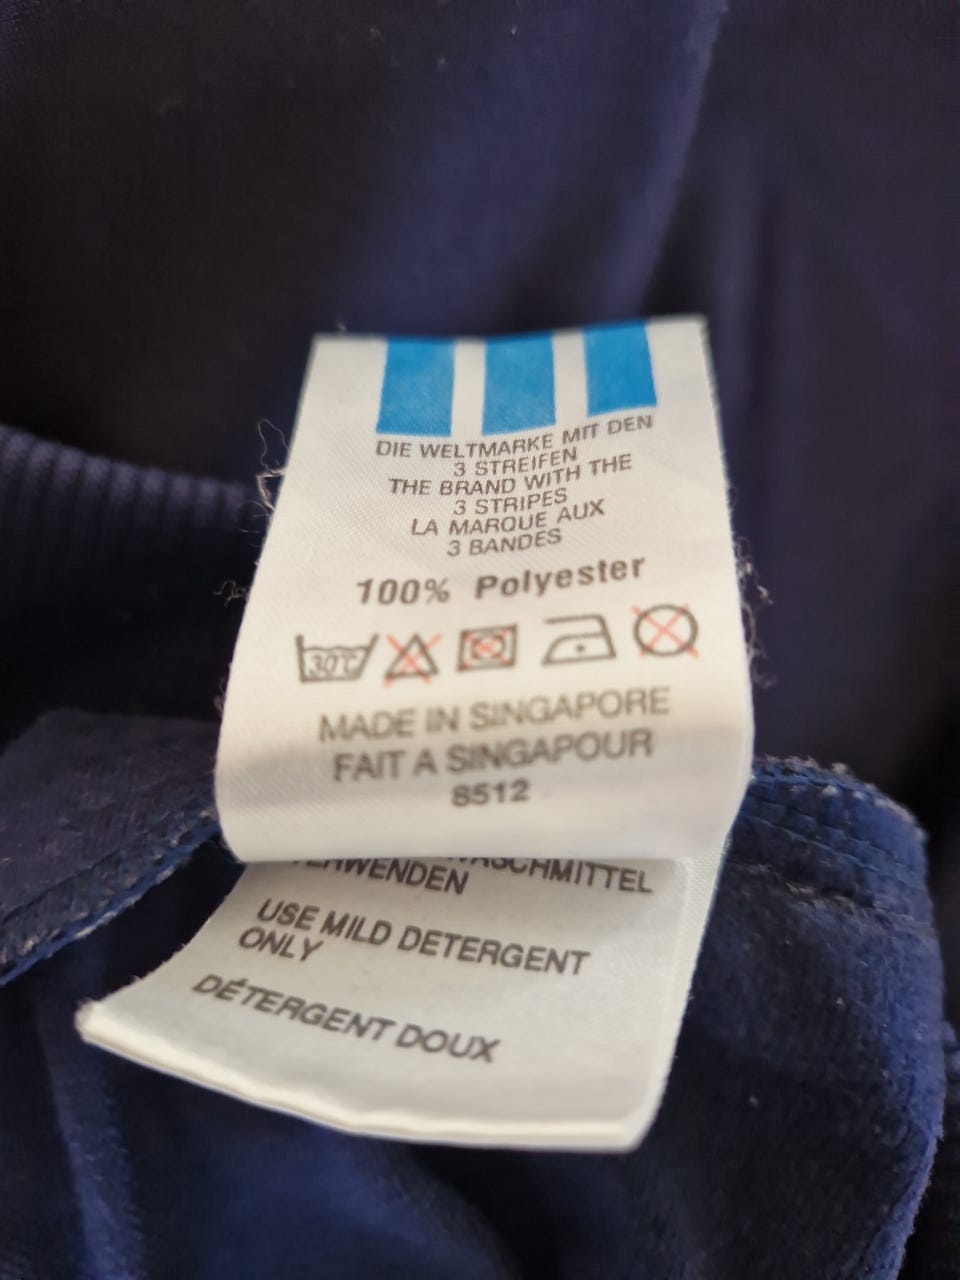 DIE WELTMARKE MIT DEN
3 STREIFEN
THE BRAND WITH THE
3 STRIPES
LA MARQUE AUX
3 BANDES
100% Polyester
30°C
MADE IN SINGAPORE
FAIT A SINGAPOUR
8512
USE MILD DETERGENT
ONLY
DÉTERGENT DOUX